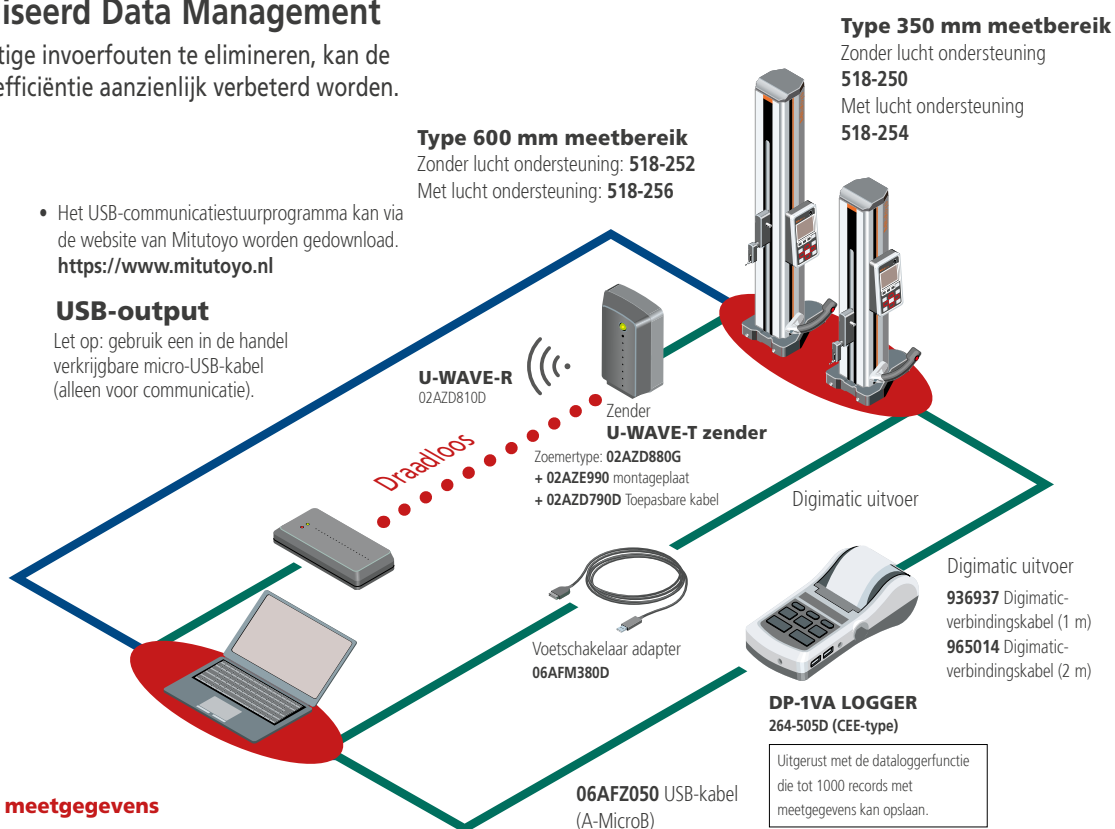 iseerd Data Management
tige invoerfouten te elimineren, kan de
efficiëntie aanzienlijk verbeterd worden.
Type 350 mm meetbereik
Zonder lucht ondersteuning
518-250
Met lucht ondersteuning
518-254
Type 600 mm meetbereik
Zonder lucht ondersteuning: 518-252
Met lucht ondersteuning: 518-256
• Het USB-communicatiestuurprogramma kan via
de website van Mitutoyo worden gedownload.
https://www.mitutoyo.nl
USB-output
Let op: gebruik een in de handel
verkrijgbare micro-USB-kabel
(alleen voor communicatie).
U-WAVE-R
02AZD810D
Draadloos
Zender
U-WAVE-T zender
Zoemertype: 02AZD880G
+ 02AZE990 montageplaat
+ 02AZD790D Toepasbare kabel
Digimatic uitvoer
Voetschakelaar adapter
06AFM380D
Digimatic uitvoer
936937 Digimatic-
verbindingskabel (1 m)
965014 Digimatic-
verbindingskabel (2 m)
DP-1VA LOGGER
264-505D (CEE-type)
Uitgerust met de dataloggerfunctie
die tot 1000 records met
meetgegevens kan opslaan.
06AFZ050 USB-kabel
(A-MicroB)
meetgegevens